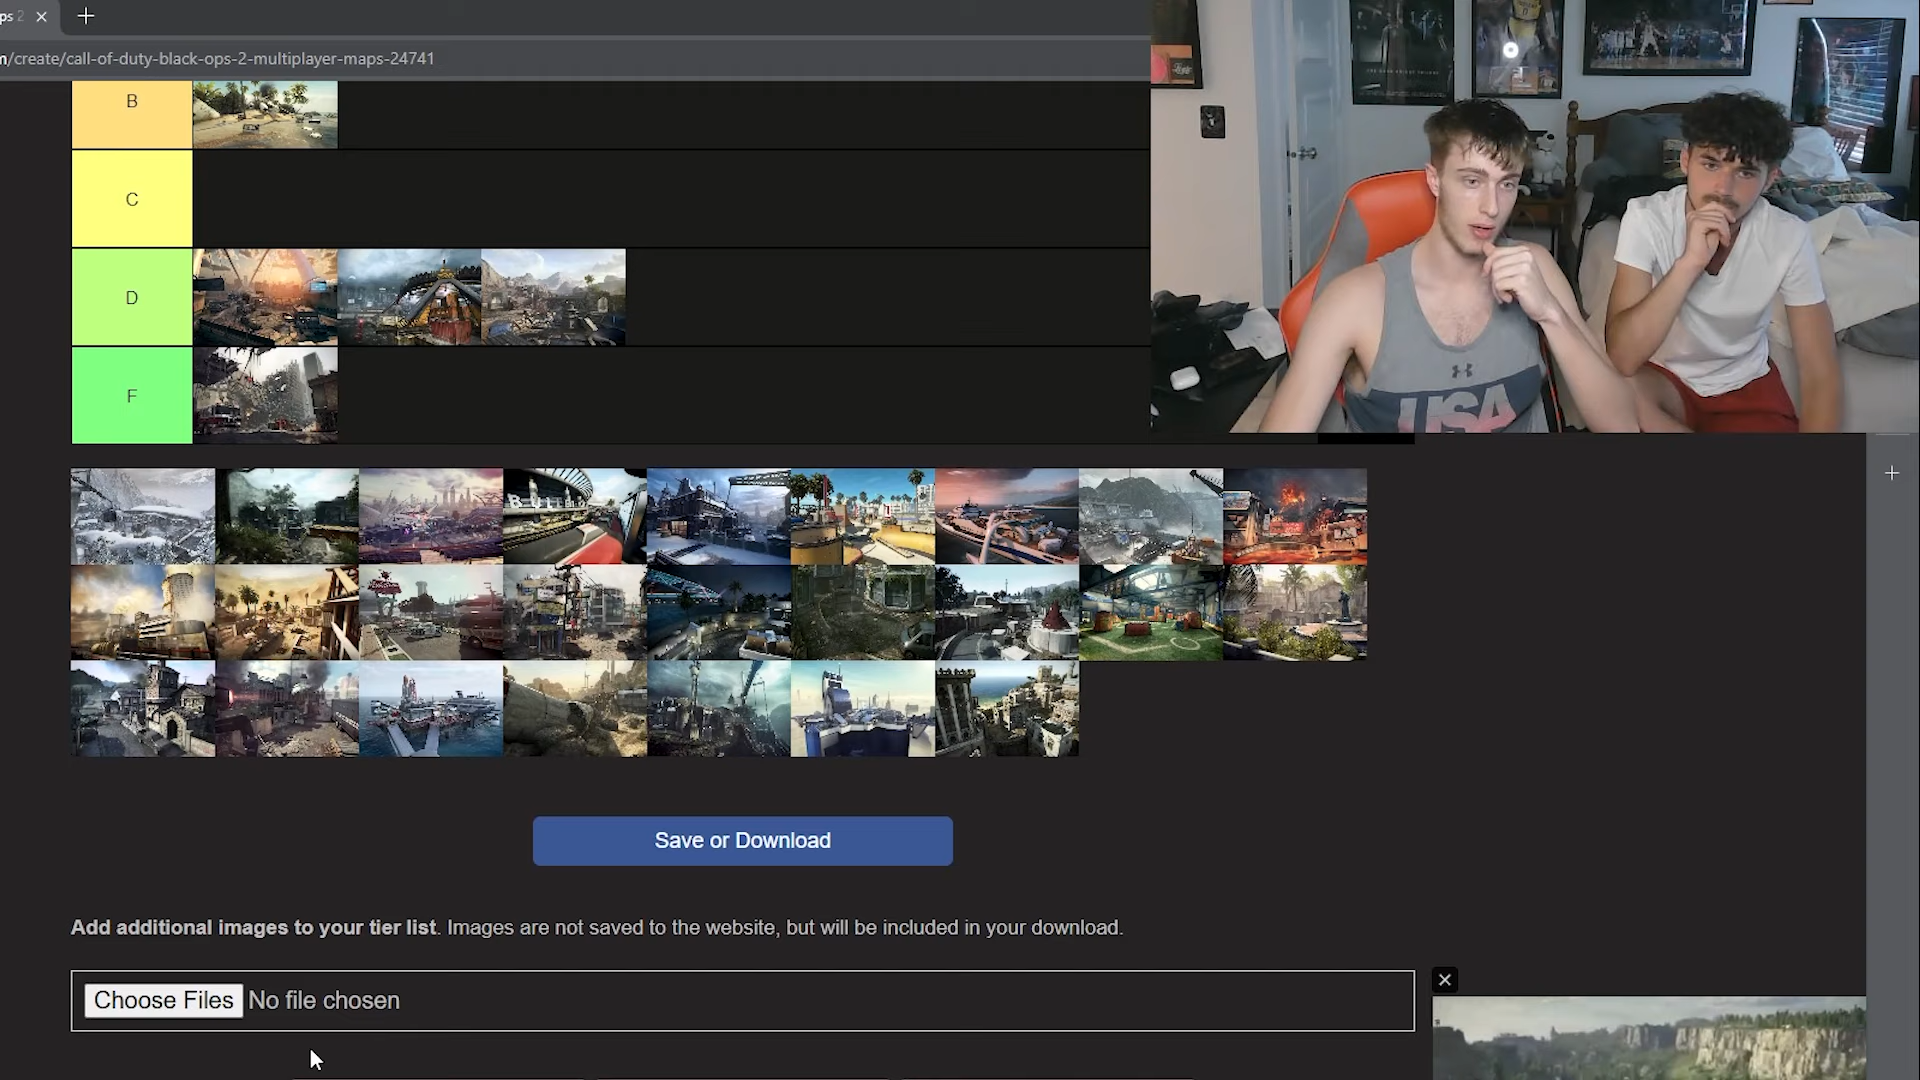 ps 2
m/create/call-of-duty-black-ops-2-multiplayer-maps-24741
B
C
D
F
USA
Save or Download
Add additional images to your tier list. Images are not saved to the website, but will be included in your download.
Choose Files No file chosen